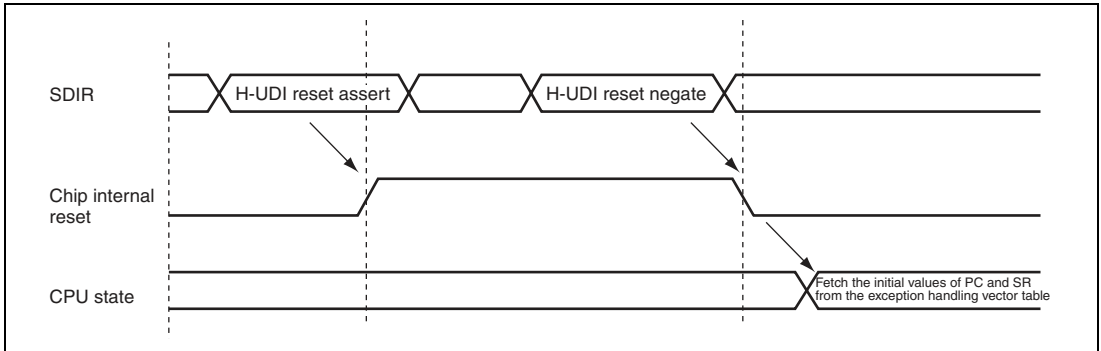 SDIR
H-UDI reset assert
H-UDI reset negate
Chip internal
reset
CPU state
Fetch the initial values of PC and SR
from the exception handling vector table